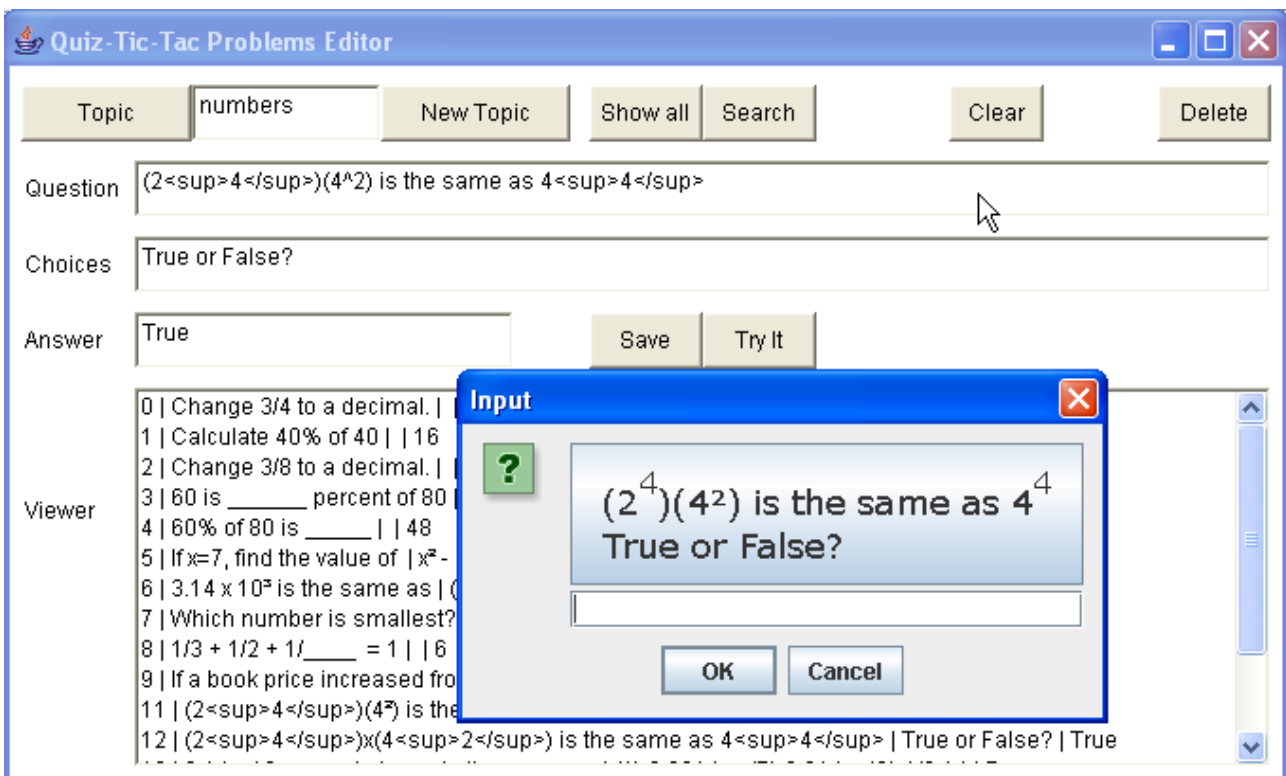 Quiz-Tic-Tac Problems Editor
Topic numbers New Topic Show all Search Clear Delete
Question (2<sup>4</sup>)(4^2) is the same as 4<sup>4</sup>
Choices True or False?
Answer True Save Try It
Viewer
0 | Change 3/4 to a decimal. |
1 | Calculate 40% of 40 | | 16
2 | Change 3/8 to a decimal. |
3 | 60 is _______ percent of 80
4 | 60% of 80 is ______ | | 48
5 | If x=7, find the value of | x² -
6 | 3.14 x 10² is the same as | (
7 | Which number is smallest?
8 | 1/3 + 1/2 + 1/_____ = 1 | | 6
9 | If a book price increased fro
11 | (2<sup>4</sup>)(4²) is the
12 | (2<sup>4</sup>)x(4<sup>2</sup>) is the same as 4<sup>4</sup> | True or False? | True
Input
?
(2⁴)(4²) is the same as 4⁴
True or False?
OK Cancel